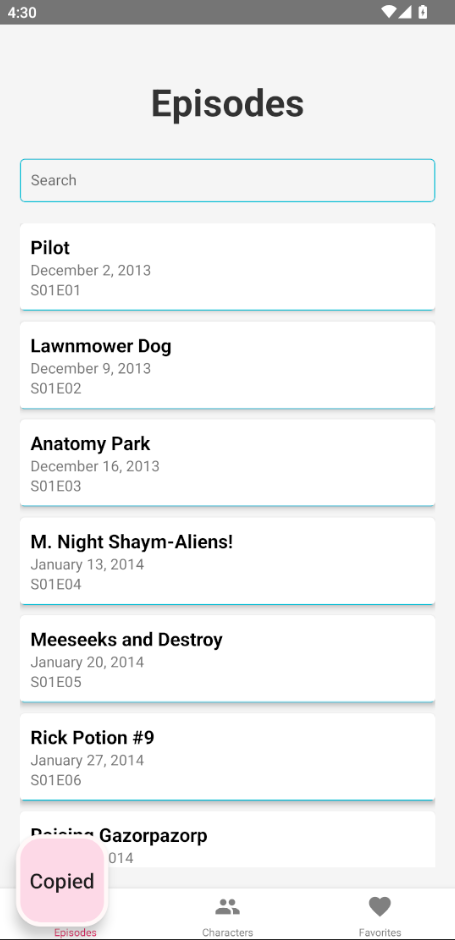 4:30
Episodes
Search
Pilot
December 2, 2013
S01E01
Lawnmower Dog
December 9, 2013
S01E02
Anatomy Park
December 16, 2013
S01E03
M. Night Shaym-Aliens!
January 13, 2014
S01E04
Meeseeks and Destroy
January 20, 2014
S01E05
Rick Potion #9
January 27, 2014
S01E06
Raising Gazorpazorp
014
Copied
Episodes
Characters
Favorites